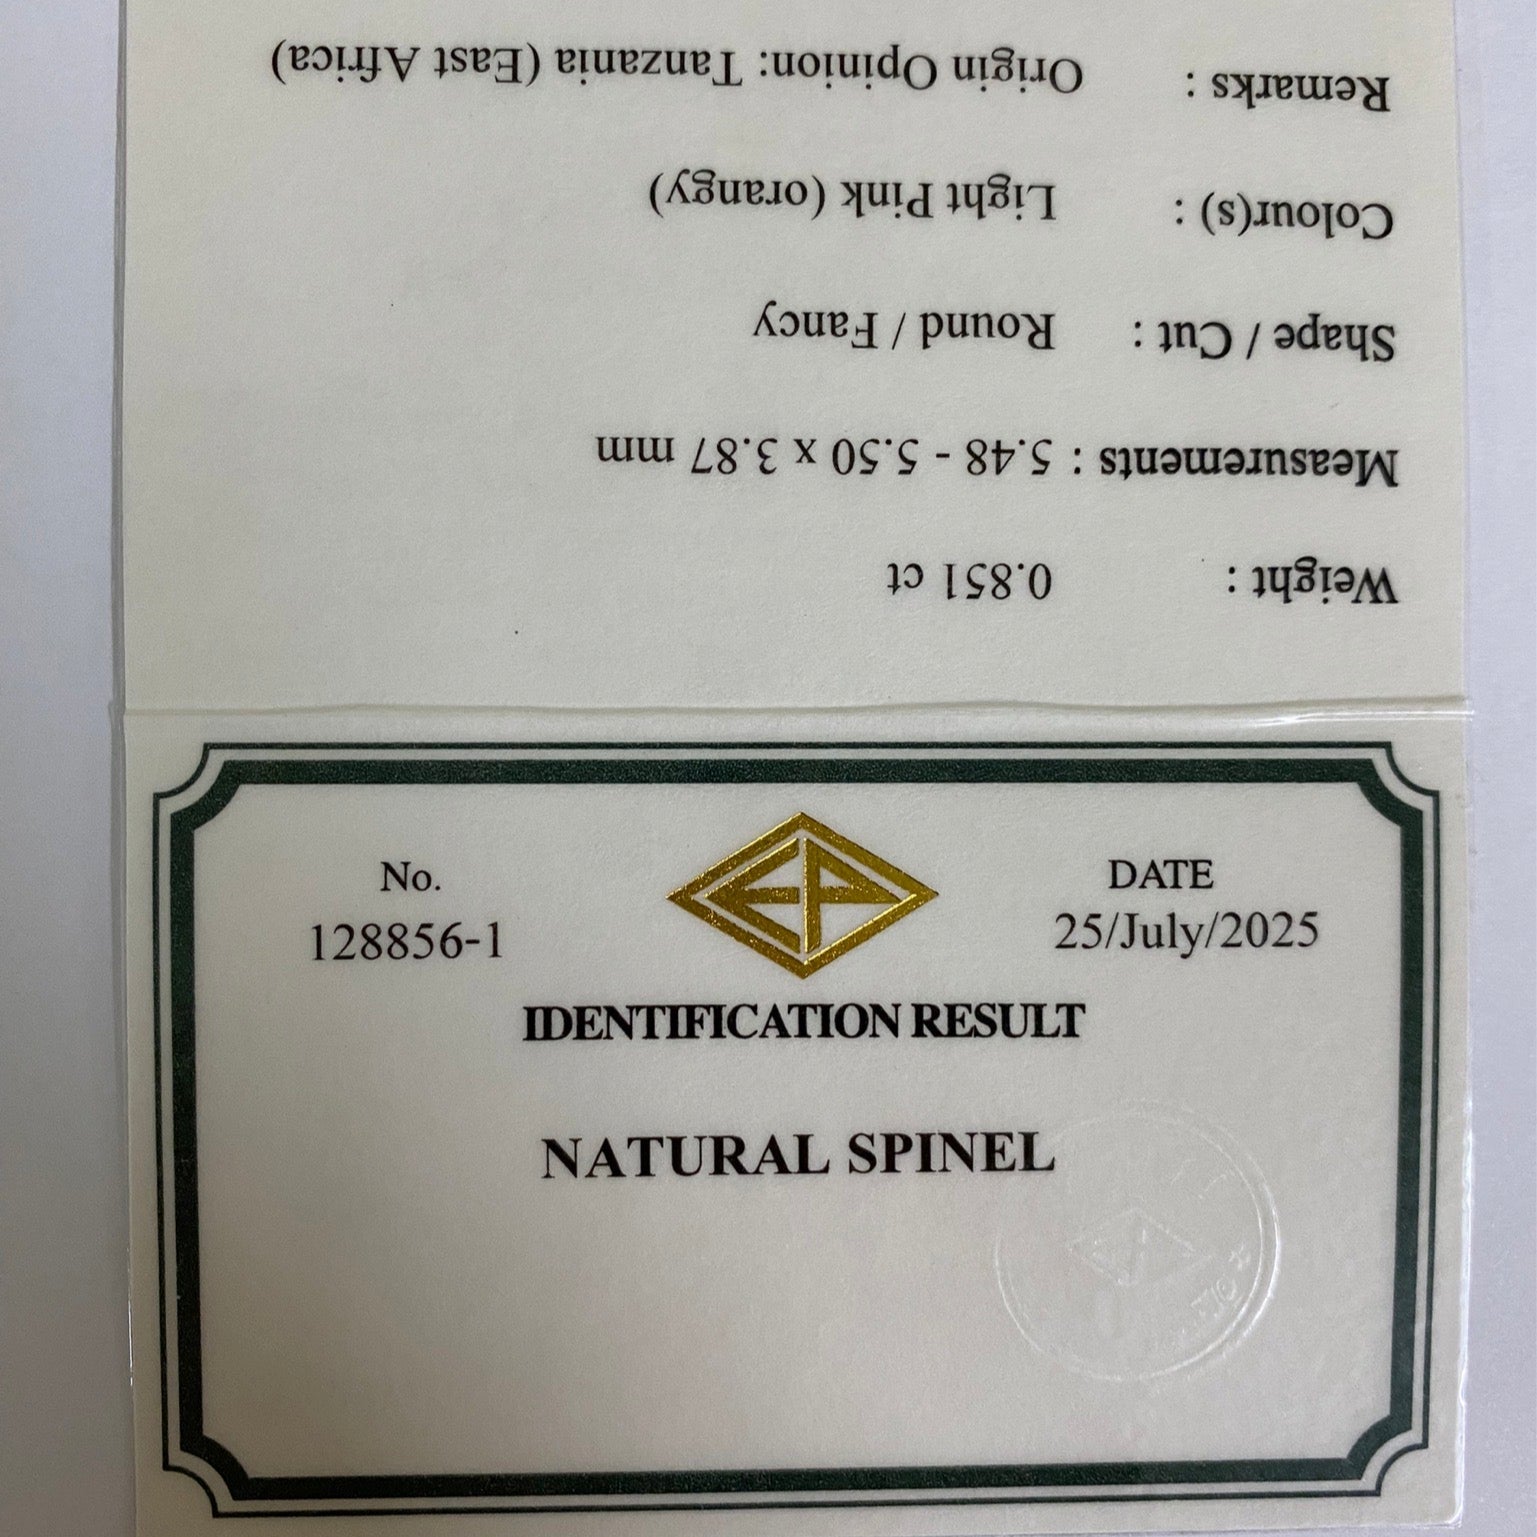 No.
128856-1
EP
DATE
25/July/2025
IDENTIFICATION RESULT
NATURAL SPINEL
Weight : 0.851 ct
Measurements : 5.48 - 5.50 x 3.87 mm
Shape / Cut : Round / Fancy
Colour(s) : Light Pink (orangy)
Remarks : Origin Opinion: Tanzania (East Africa)